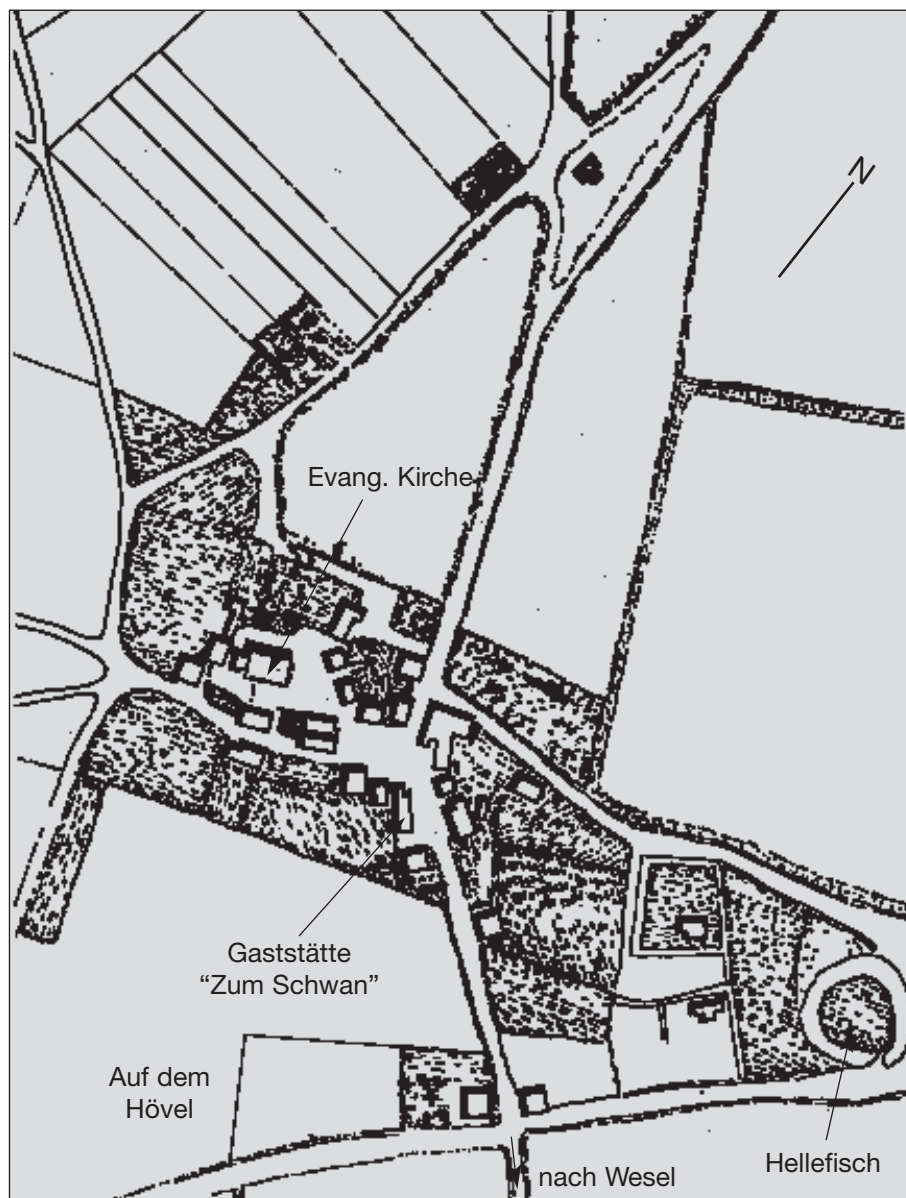 N
Evang. Kirche
Gaststätte
“Zum Schwan”
Auf dem
Hövel
nach Wesel
Hellefisch